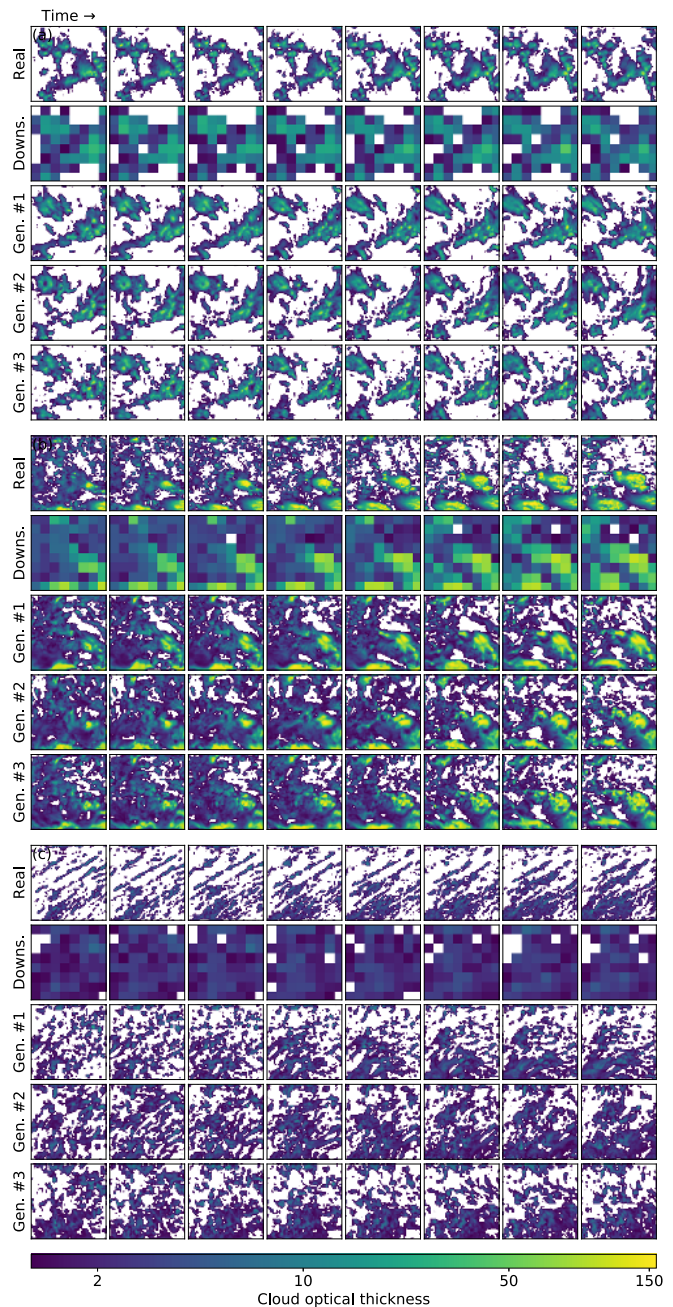 Time →
(a)
Real
Downs.
Gen. #1
Gen. #2
Gen. #3
(b)
Real
Downs.
Gen. #1
Gen. #2
Gen. #3
(c)
Real
Downs.
Gen. #1
Gen. #2
Gen. #3
2 10 50 150
Cloud optical thickness